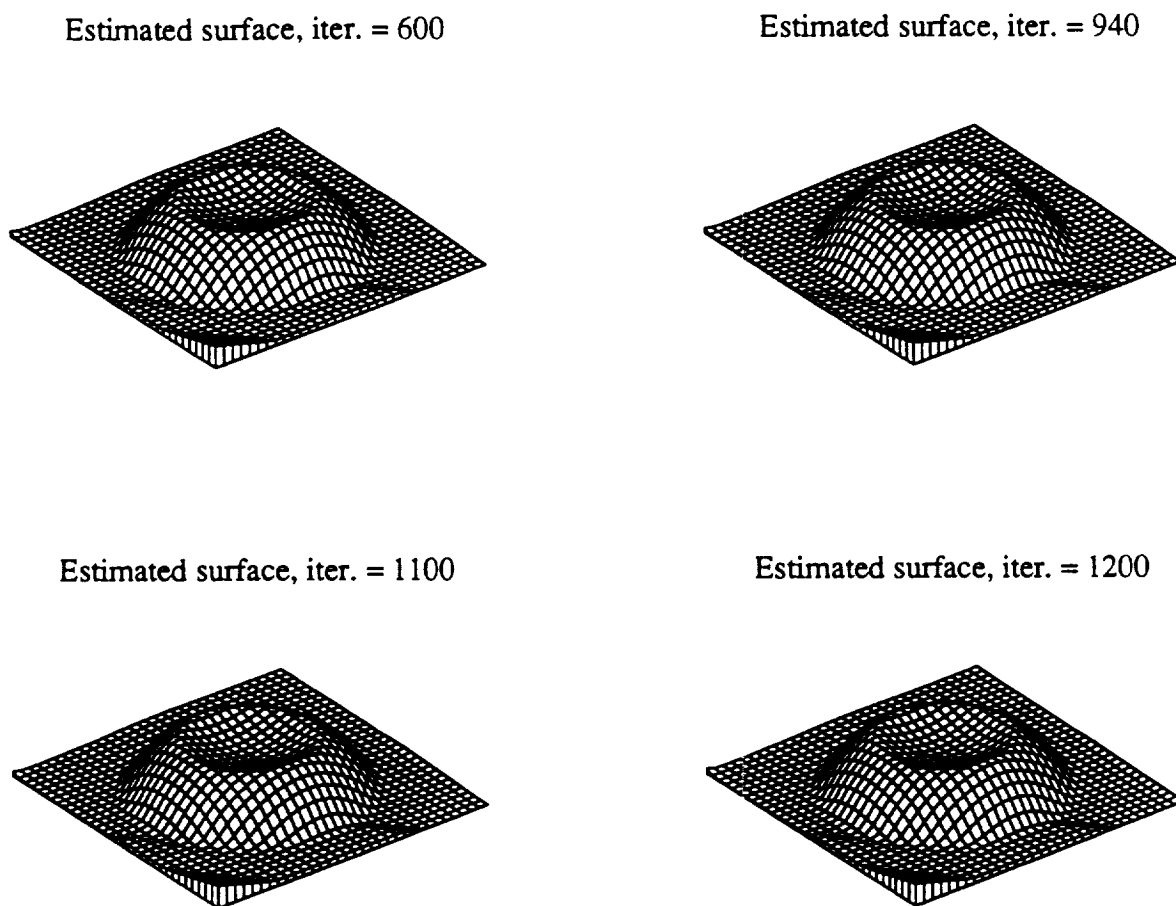 Estimated surface, iter. = 600
Estimated surface, iter. = 940
Estimated surface, iter. = 1100
Estimated surface, iter. = 1200